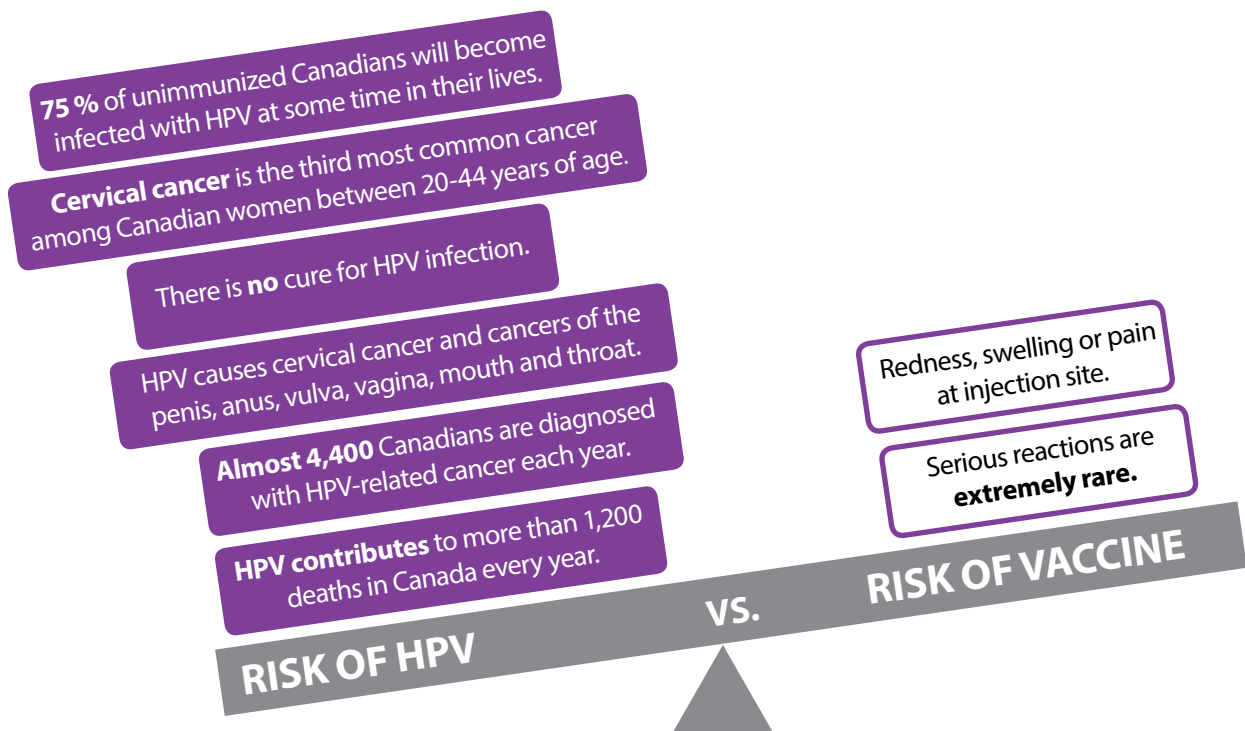 75 % of unimmunized Canadians will become
infected with HPV at some time in their lives.
Cervical cancer is the third most common cancer
among Canadian women between 20-44 years of age.
There is no cure for HPV infection.
HPV causes cervical cancer and cancers of the
penis, anus, vulva, vagina, mouth and throat.
Almost 4,400 Canadians are diagnosed
with HPV-related cancer each year.
HPV contributes to more than 1,200
deaths in Canada every year.
RISK OF HPV
VS.
Redness, swelling or pain
at injection site.
Serious reactions are
extremely rare.
RISK OF VACCINE